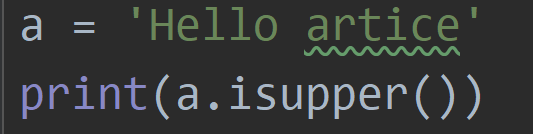 a = 'Hello artice'
print(a.isupper())